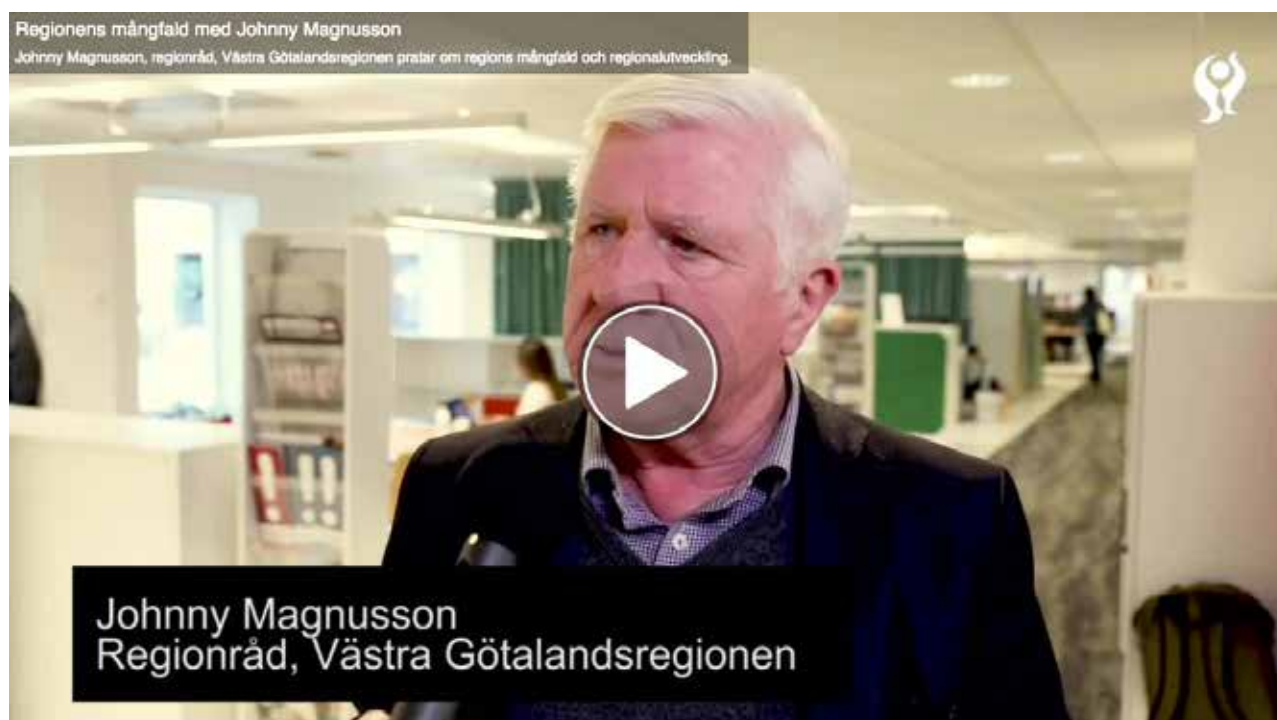 Regionens mångfald med Johnny Magnusson
Johnny Magnusson, regionråd, Västra Götalandsregionen pratar om regions mångfald och regionalutveckling.
Johnny Magnusson
Regionråd, Västra Götalandsregionen